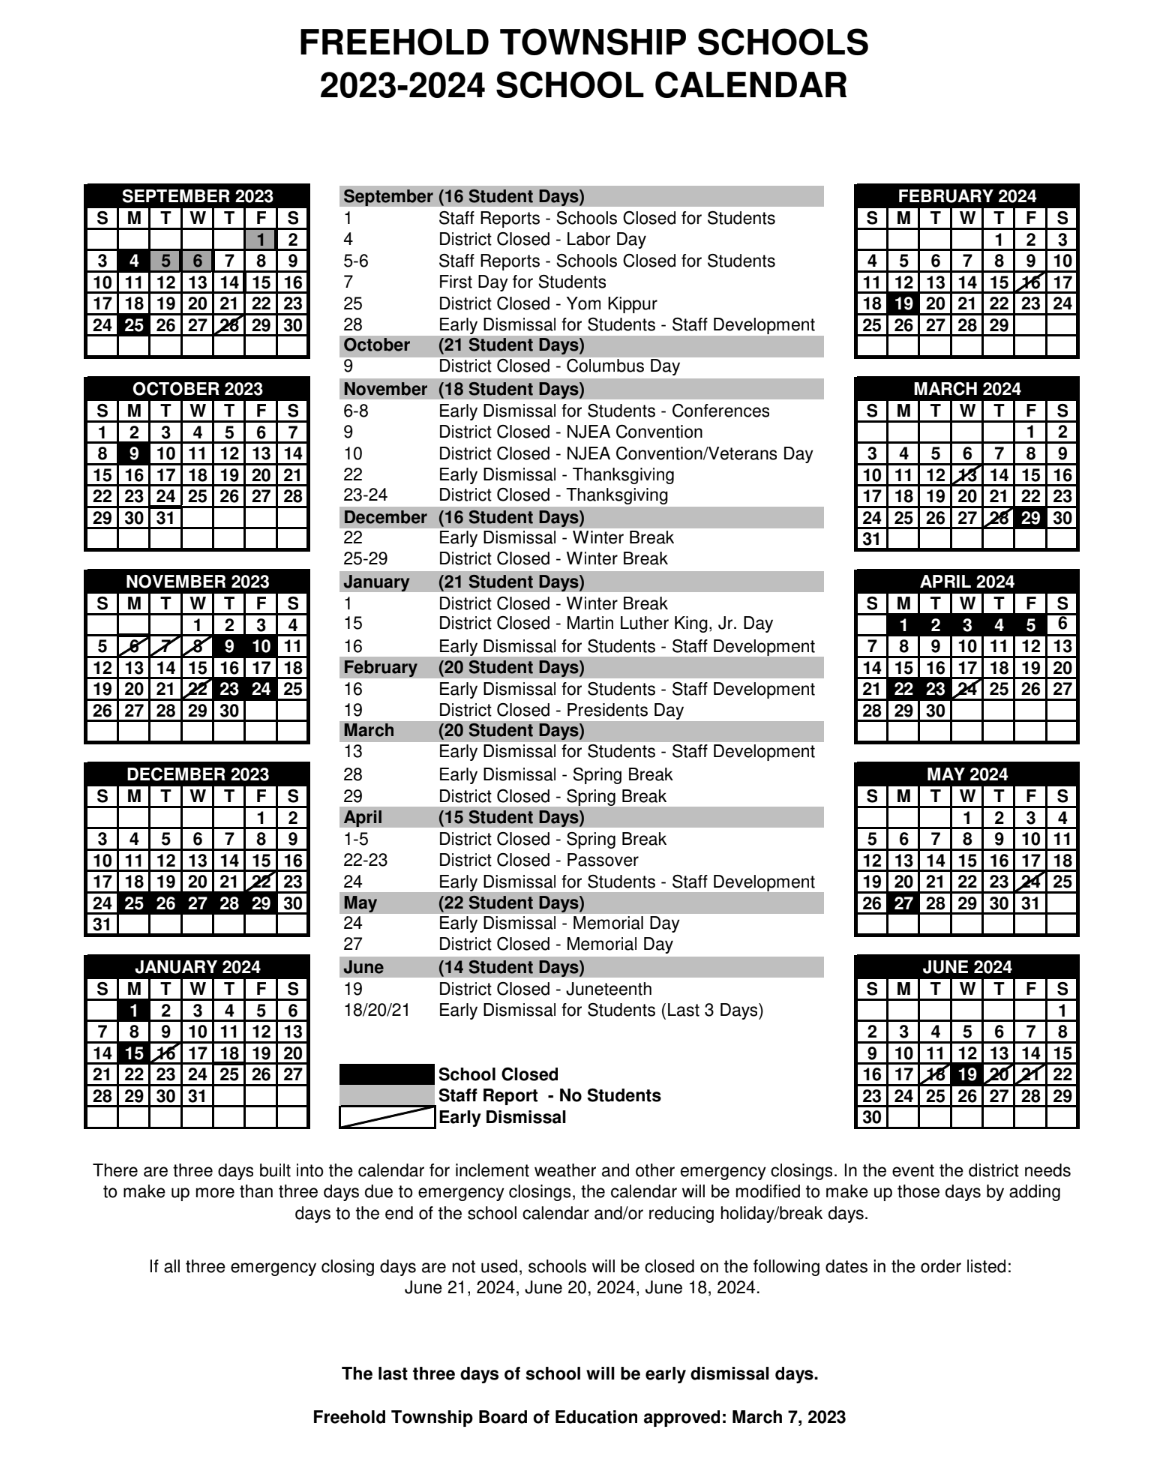 FREEHOLD TOWNSHIP SCHOOLS
2023-2024 SCHOOL CALENDAR
SEPTEMBER 2023
S M T W T F S
1 2
3 4 5 6 7 8 9
10 11 12 13 14 15 16
17 18 19 20 21 22 23
24 25 26 27 28 29 30
OCTOBER 2023
S M T W T F S
1 2 3 4 5 6 7
8 9 10 11 12 13 14
15 16 17 18 19 20 21
22 23 24 25 26 27 28
29 30 31
NOVEMBER 2023
S M T W T F S
1 2 3 4
5 6 7 8 9 10 11
12 13 14 15 16 17 18
19 20 21 22 23 24 25
26 27 28 29 30
DECEMBER 2023
S M T W T F S
1 2
3 4 5 6 7 8 9
10 11 12 13 14 15 16
17 18 19 20 21 22 23
24 25 26 27 28 29 30
31
JANUARY 2024
S M T W T F S
1 2 3 4 5 6
7 8 9 10 11 12 13
14 15 16 17 18 19 20
21 22 23 24 25 26 27
28 29 30 31
September (16 Student Days)
1 Staff Reports - Schools Closed for Students
4 District Closed - Labor Day
5-6 Staff Reports - Schools Closed for Students
7 First Day for Students
25 District Closed - Yom Kippur
28 Early Dismissal for Students - Staff Development
October (21 Student Days)
9 District Closed - Columbus Day
November (18 Student Days)
6-8 Early Dismissal for Students - Conferences
9 District Closed - NJEA Convention
10 District Closed - NJEA Convention/Veterans Day
22 Early Dismissal - Thanksgiving
23-24 District Closed - Thanksgiving
December (16 Student Days)
22 Early Dismissal - Winter Break
25-29 District Closed - Winter Break
January (21 Student Days)
1 District Closed - Winter Break
15 District Closed - Martin Luther King, Jr. Day
16 Early Dismissal for Students - Staff Development
February (20 Student Days)
16 Early Dismissal for Students - Staff Development
19 District Closed - Presidents Day
March (20 Student Days)
13 Early Dismissal for Students - Staff Development
28 Early Dismissal - Spring Break
29 District Closed - Spring Break
April (15 Student Days)
1-5 District Closed - Spring Break
22-23 District Closed - Passover
24 Early Dismissal for Students - Staff Development
May (22 Student Days)
24 Early Dismissal - Memorial Day
27 District Closed - Memorial Day
June (14 Student Days)
19 District Closed - Juneteenth
18/20/21 Early Dismissal for Students (Last 3 Days)
School Closed
Staff Report - No Students
Early Dismissal
FEBRUARY 2024
S M T W T F S
1 2 3
4 5 6 7 8 9 10
11 12 13 14 15 16 17
18 19 20 21 22 23 24
25 26 27 28 29
MARCH 2024
S M T W T F S
1 2
3 4 5 6 7 8 9
10 11 12 13 14 15 16
17 18 19 20 21 22 23
24 25 26 27 28 29 30
31
APRIL 2024
S M T W T F S
1 2 3 4 5 6
7 8 9 10 11 12 13
14 15 16 17 18 19 20
21 22 23 24 25 26 27
28 29 30
MAY 2024
S M T W T F S
1 2 3 4
5 6 7 8 9 10 11
12 13 14 15 16 17 18
19 20 21 22 23 24 25
26 27 28 29 30 31
JUNE 2024
S M T W T F S
1
2 3 4 5 6 7 8
9 10 11 12 13 14 15
16 17 18 19 20 21 22
23 24 25 26 27 28 29
30
There are three days built into the calendar for inclement weather and other emergency closings. In the event the district needs
to make up more than three days due to emergency closings, the calendar will be modified to make up those days by adding
days to the end of the school calendar and/or reducing holiday/break days.
If all three emergency closing days are not used, schools will be closed on the following dates in the order listed:
June 21, 2024, June 20, 2024, June 18, 2024.
The last three days of school will be early dismissal days.
Freehold Township Board of Education approved: March 7, 2023